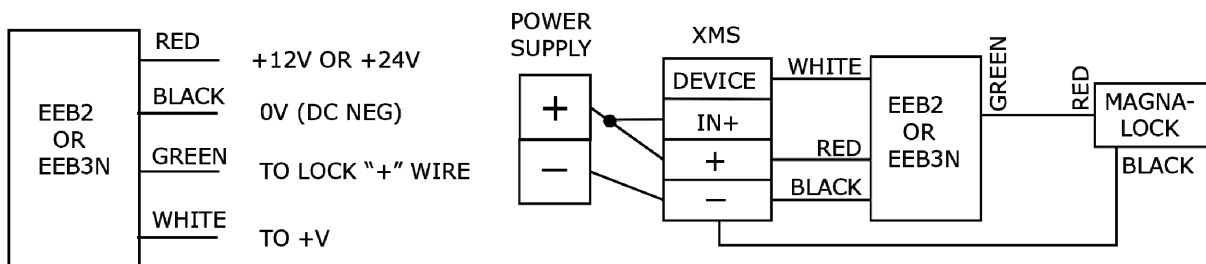 EEB2
OR
EEB3N
RED
+12V OR +24V
BLACK
0V (DC NEG)
GREEN
TO LOCK “+” WIRE
WHITE
TO +V
POWER
SUPPLY
+
−
XMS
DEVICE
IN+
+
−
WHITE
RED
BLACK
EEB2
OR
EEB3N
GREEN
RED
MAGNA-
LOCK
BLACK